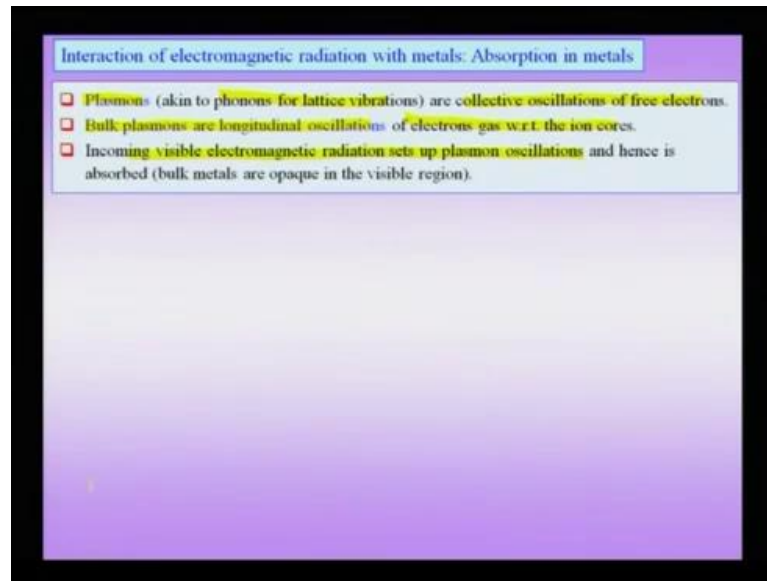 Interaction of electromagnetic radiation with metals: Absorption in metals
Plasmons (akin to phonons for lattice vibrations) are collective oscillations of free electrons.
Bulk plasmons are longitudinal oscillations of electrons gas w.r.t. the ion cores.
Incoming visible electromagnetic radiation sets up plasmon oscillations and hence is
absorbed (bulk metals are opaque in the visible region).